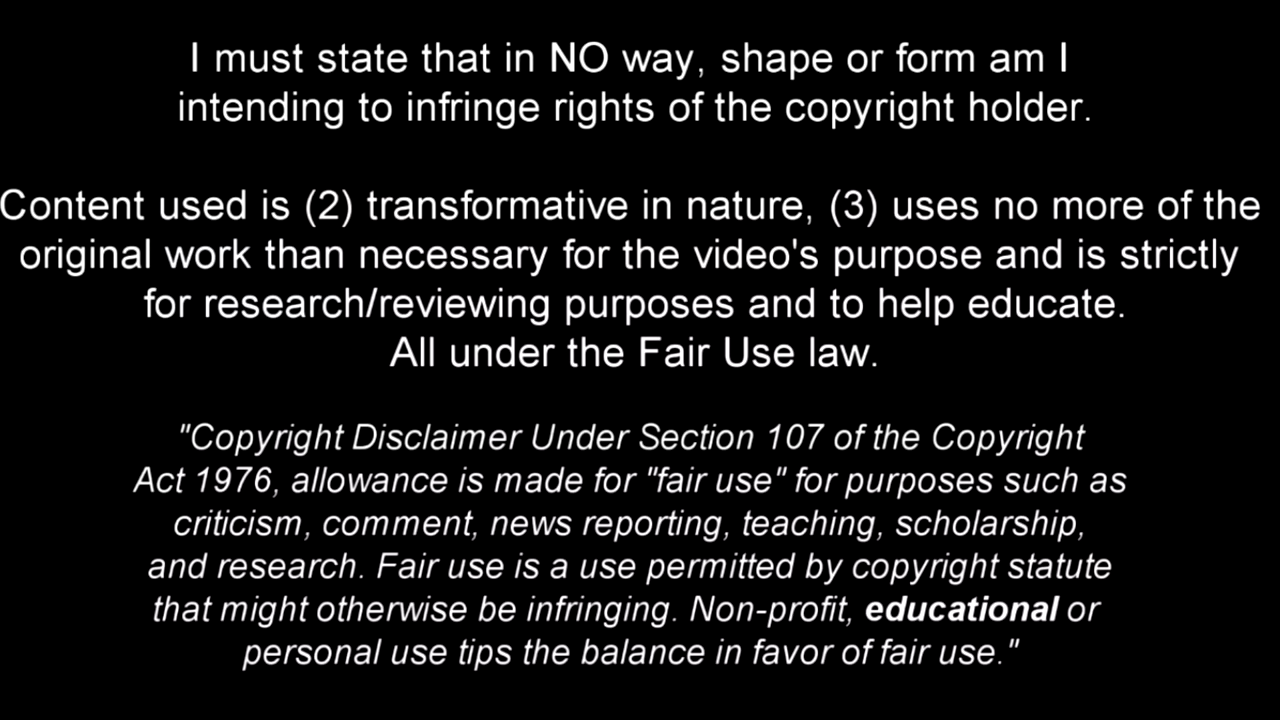 I must state that in NO way, shape or form am I
intending to infringe rights of the copyright holder.
Content used is (2) transformative in nature, (3) uses no more of the
original work than necessary for the video's purpose and is strictly
for research/reviewing purposes and to help educate.
All under the Fair Use law.
"Copyright Disclaimer Under Section 107 of the Copyright
Act 1976, allowance is made for "fair use" for purposes such as
criticism, comment, news reporting, teaching, scholarship,
and research. Fair use is a use permitted by copyright statute
that might otherwise be infringing. Non-profit, educational or
personal use tips the balance in favor of fair use."